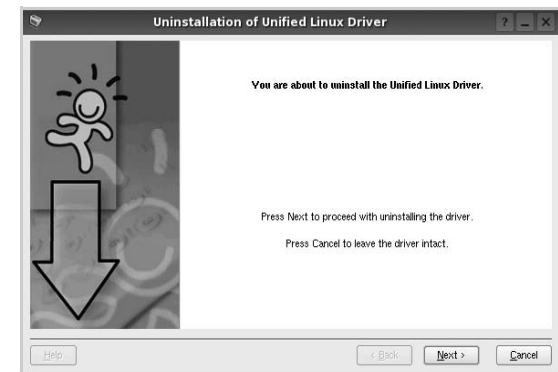 Uninstallation of Unified Linux Driver
You are about to uninstall the Unified Linux Driver.
Press Next to proceed with uninstalling the driver.
Press Cancel to leave the driver intact.
Help
< Back
Next >
Cancel